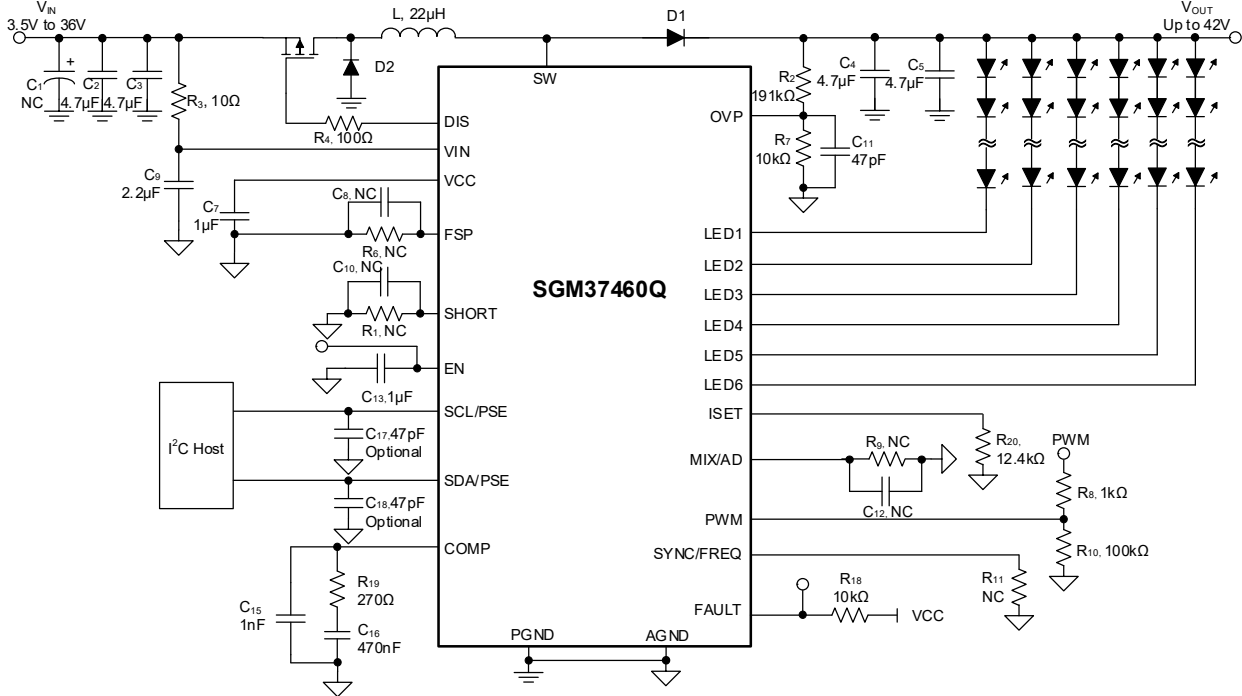 VIN
3.5V to 36V
L, 22μH
D1
VOUT
Up to 42V
D2
SW
C1
NC
C2
4.7μF
C3
4.7μF
R3, 10Ω
R4, 100Ω
DIS
VIN
VCC
FSP
SHORT
EN
SCL/PSE
SDA/PSE
COMP
C9
2.2μF
C7
1μF
C8, NC
R6, NC
C10, NC
R1, NC
C13, 1μF
I2C Host
C17, 47pF
Optional
C18, 47pF
Optional
C15
1nF
R19
270Ω
C16
470nF
SGM37460Q
PGND
AGND
OVP
LED1
LED2
LED3
LED4
LED5
LED6
ISET
MIX/AD
PWM
SYNC/FREQ
FAULT
R2
191kΩ
C4
4.7μF
C5
4.7μF
R7
10kΩ
C11
47pF
R9, NC
C12, NC
R20,
12.4kΩ
PWM
R8, 1kΩ
R10, 100kΩ
R11
NC
R18
10kΩ
VCC